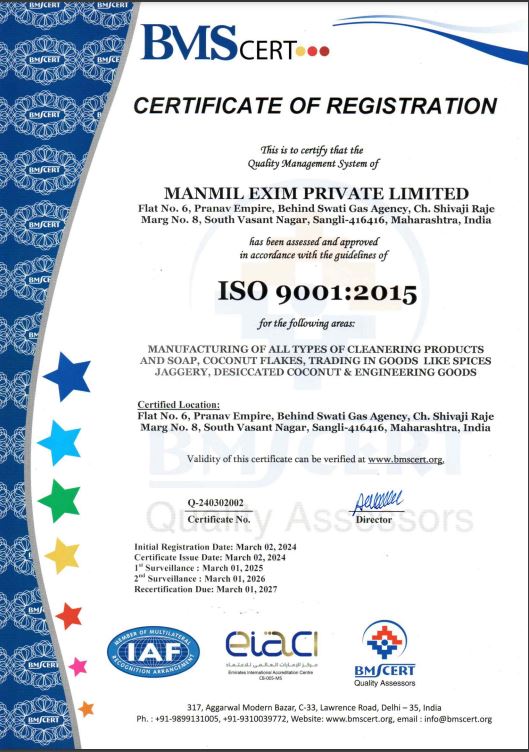 BMSCERT
CERTIFICATE OF REGISTRATION
This is to certify that the
Quality Management System of
MANMIL EXIM PRIVATE LIMITED
Flat No. 6, Pranav Empire, Behind Swati Gas Agency, Ch. Shivaji Raje
Marg No. 8, South Vasant Nagar, Sangli-416416, Maharashtra, India
has been assessed and approved
in accordance with the guidelines of
ISO 9001:2015
for the following areas:
MANUFACTURING OF ALL TYPES OF CLEANERING PRODUCTS
AND SOAP, COCONUT FLAKES, TRADING IN GOODS LIKE SPICES
JAGGERY, DESICCATED COCONUT & ENGINEERING GOODS
Certified Location:
Flat No. 6, Pranav Empire, Behind Swati Gas Agency, Ch. Shivaji Raje
Marg No. 8, South Vasant Nagar, Sangli-416416, Maharashtra, India
BMSCERT
Validity of this certificate can be verified at www.bmscert.org.
Q-240302002
Certificate No.
Director
Quality Assessors
Initial Registration Date: March 02, 2024
Certificate Issue Date: March 02, 2024
1st Surveillance : March 01, 2025
2nd Surveillance : March 01, 2026
Recertification Due: March 01, 2027
MEMBER OF MULTILATERAL
IAF
RECOGNITION ARRANGEMENT
eiaci
مركز الإمارات العالمي للاعتماد
Emirates International Accreditation Centre
CB-005-MS
BMSCERT
Quality Assessors
317, Aggarwal Modern Bazar, C-33, Lawrence Road, Delhi – 35, India
Ph. : +91-9899131005, +91-9310039772, Website: www.bmscert.org, email : info@bmscert.org